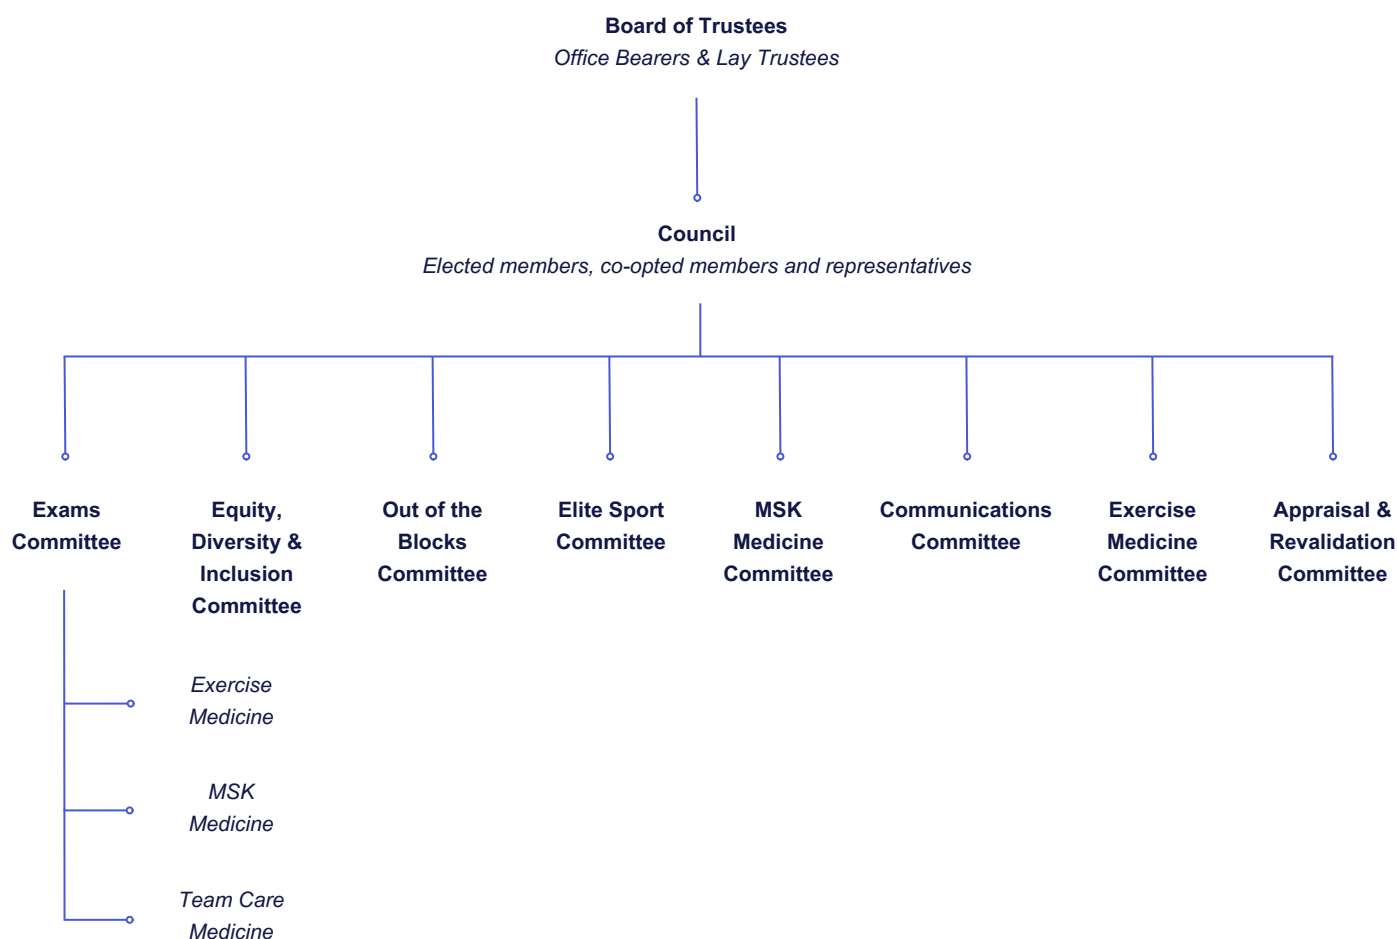 Board of Trustees
Office Bearers & Lay Trustees
Council
Elected members, co-opted members and representatives
Exams
Committee
Equity,
Diversity &
Inclusion
Committee
Out of the
Blocks
Committee
Elite Sport
Committee
MSK
Medicine
Committee
Communications
Committee
Exercise
Medicine
Committee
Appraisal &
Revalidation
Committee
Exercise
Medicine
MSK
Medicine
Team Care
Medicine